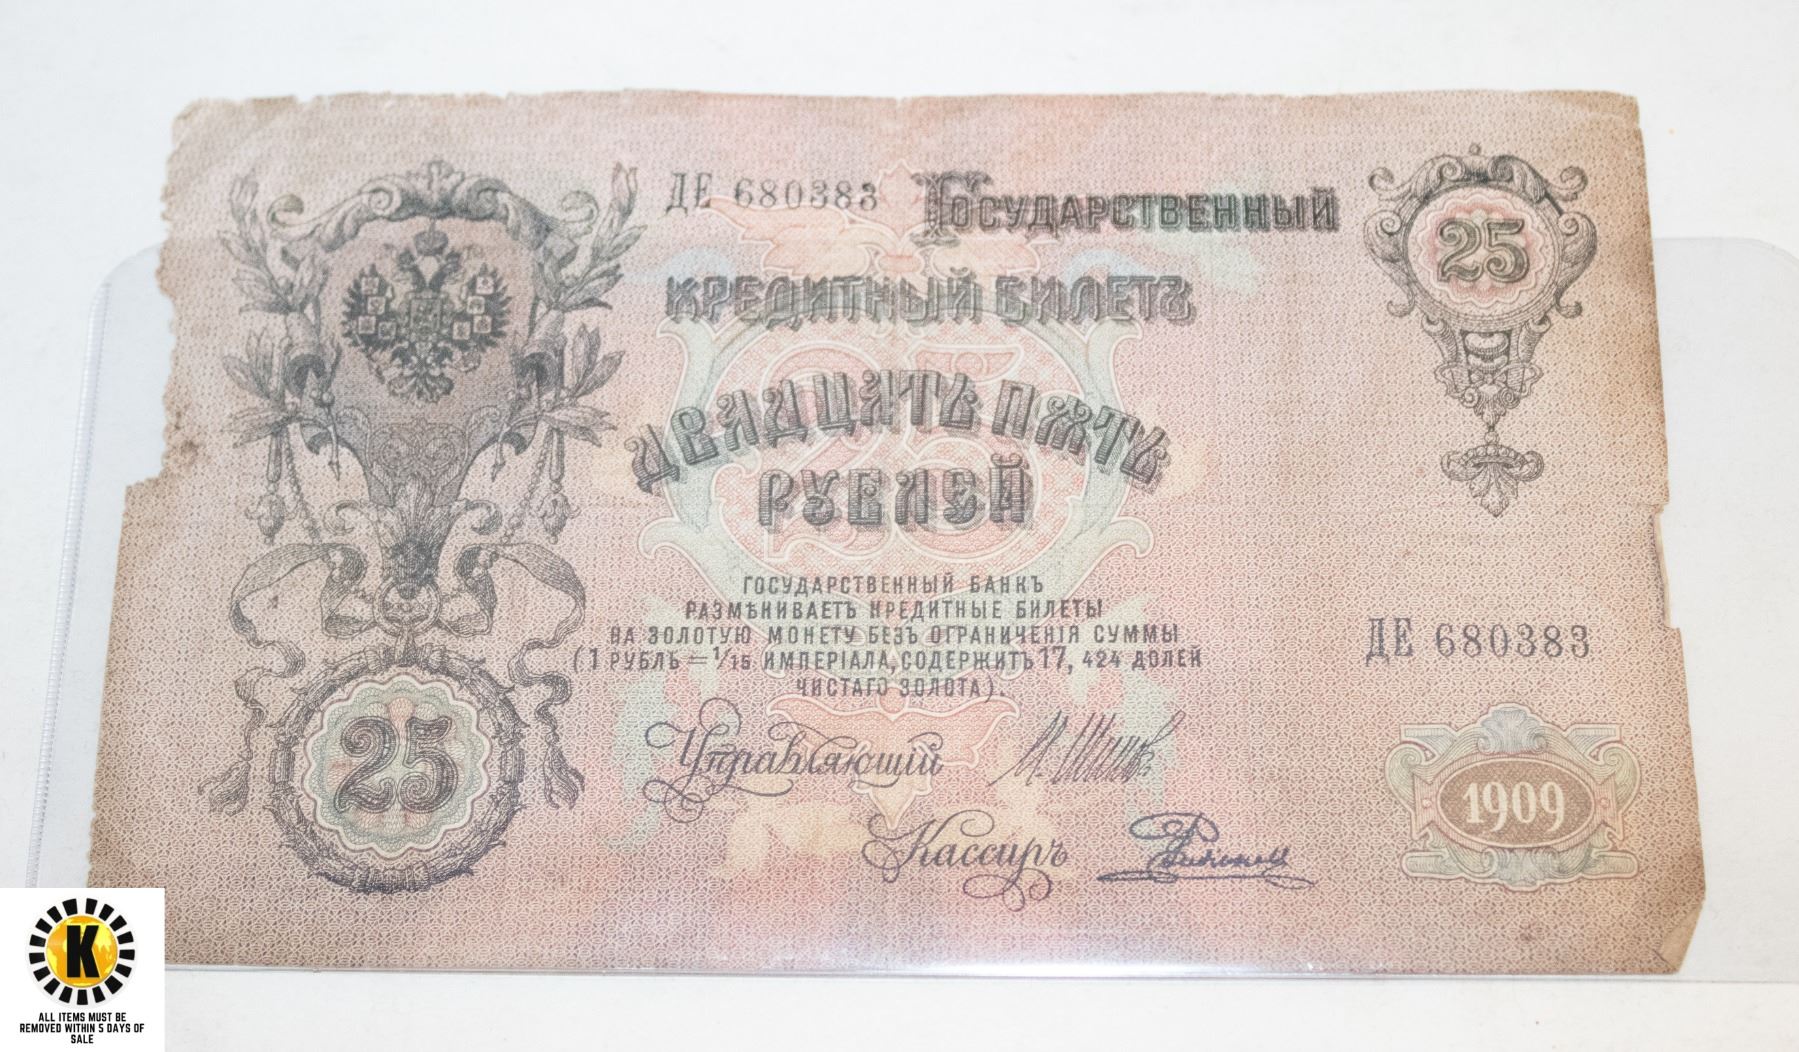 ДЕ 680383
Государственный
25
Кредитный Билетъ
Двадцать пять
рублей
Государственный Банкъ
размѣниваетъ кредитные билеты
на золотую монету безъ ограниченія суммы
(1 рубль = 1/15 имперіала, содержитъ 17, 424 долей
чистаго золота).
ДЕ 680383
25
Управляющій
1909
Кассиръ
K
ALL ITEMS MUST BE
REMOVED WITHIN 5 DAYS OF
SALE